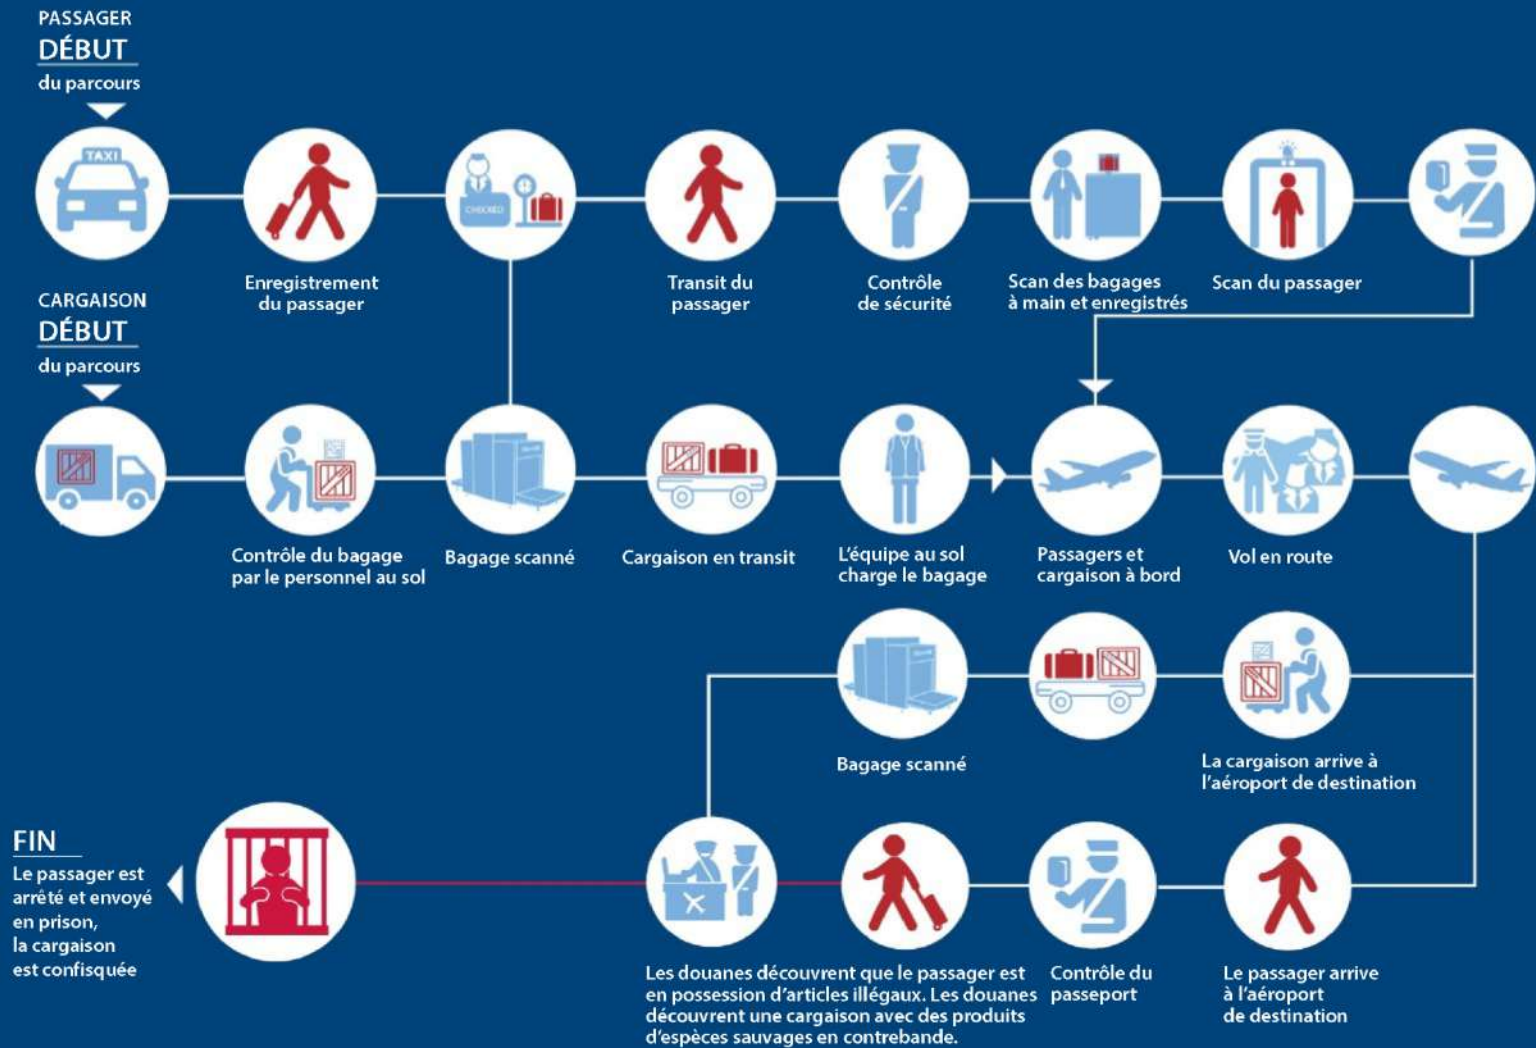 PASSAGER
DÉBUT
du parcours
TAXI
CHECKED
Enregistrement
du passager
Transit du
passager
Contrôle
de sécurité
Scan des bagages
à main et enregistrés
Scan du passager
CARGAISON
DÉBUT
du parcours
Contrôle du bagage
par le personnel au sol
Bagage scanné
Cargaison en transit
L'équipe au sol
charge le bagage
Passagers et
cargaison à bord
Vol en route
Bagage scanné
La cargaison arrive à
l'aéroport de destination
FIN
Le passager est
arrêté et envoyé
en prison,
la cargaison
est confisquée
Les douanes découvrent que le passager est
en possession d'articles illégaux. Les douanes
découvrent une cargaison avec des produits
d'espèces sauvages en contrebande.
Contrôle du
passeport
Le passager arrive
à l'aéroport
de destination